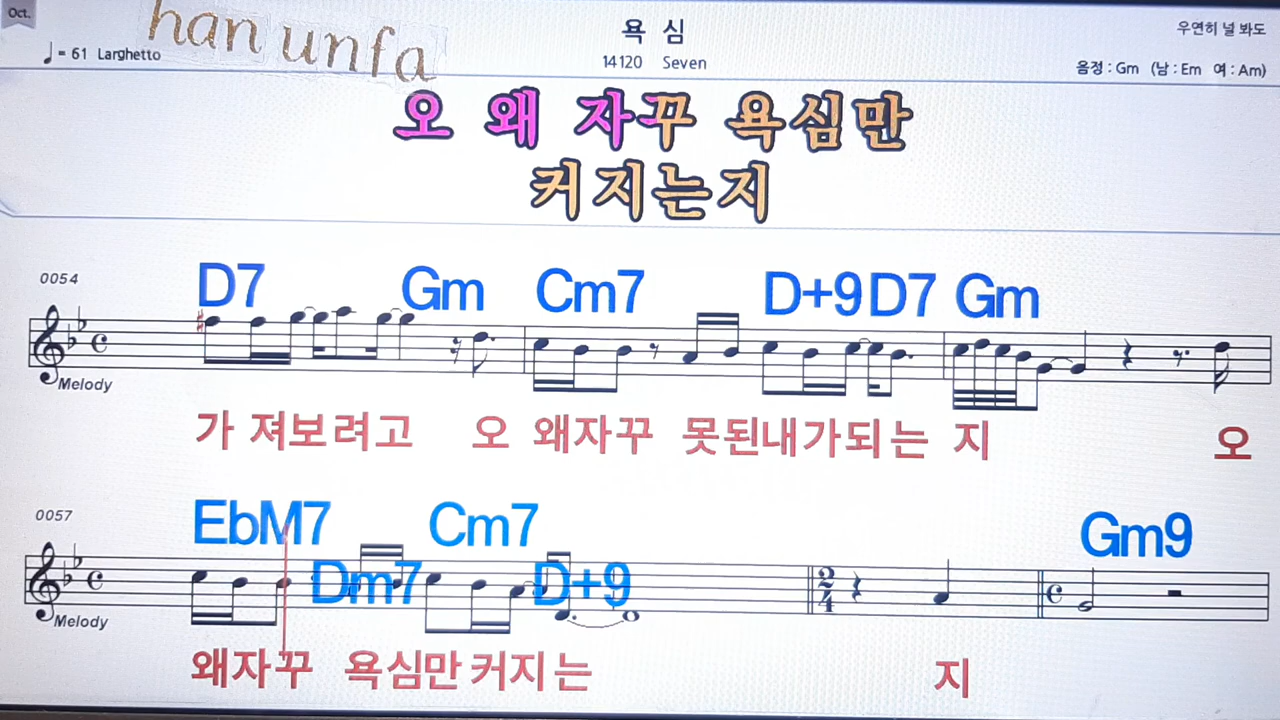 Oct.
han unfa
욕 심
우연히 널 봐도
♩= 61 Larghetto
14120 Seven
음정 : Gm (남 : Em 여 : Am)
오 왜 자꾸 욕심만
커지는지
0054
D7 Gm Cm7 D+9 D7 Gm
Melody
가 져보려고 오 왜자꾸 못된내가되는 지 오
0057
EbM7 Dm7 Cm7 D+9 Gm9
2
4
Melody
왜자꾸 욕심만커지는 지